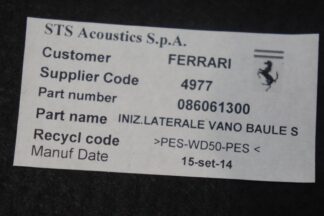 STS Acoustics S.p.A.
Customer FERRARI
Supplier Code 4977
Part number 086061300
Part name INIZ.LATERALE VANO BAULE S
Recycl code >PES-WD50-PES <
Manuf Date 15-set-14